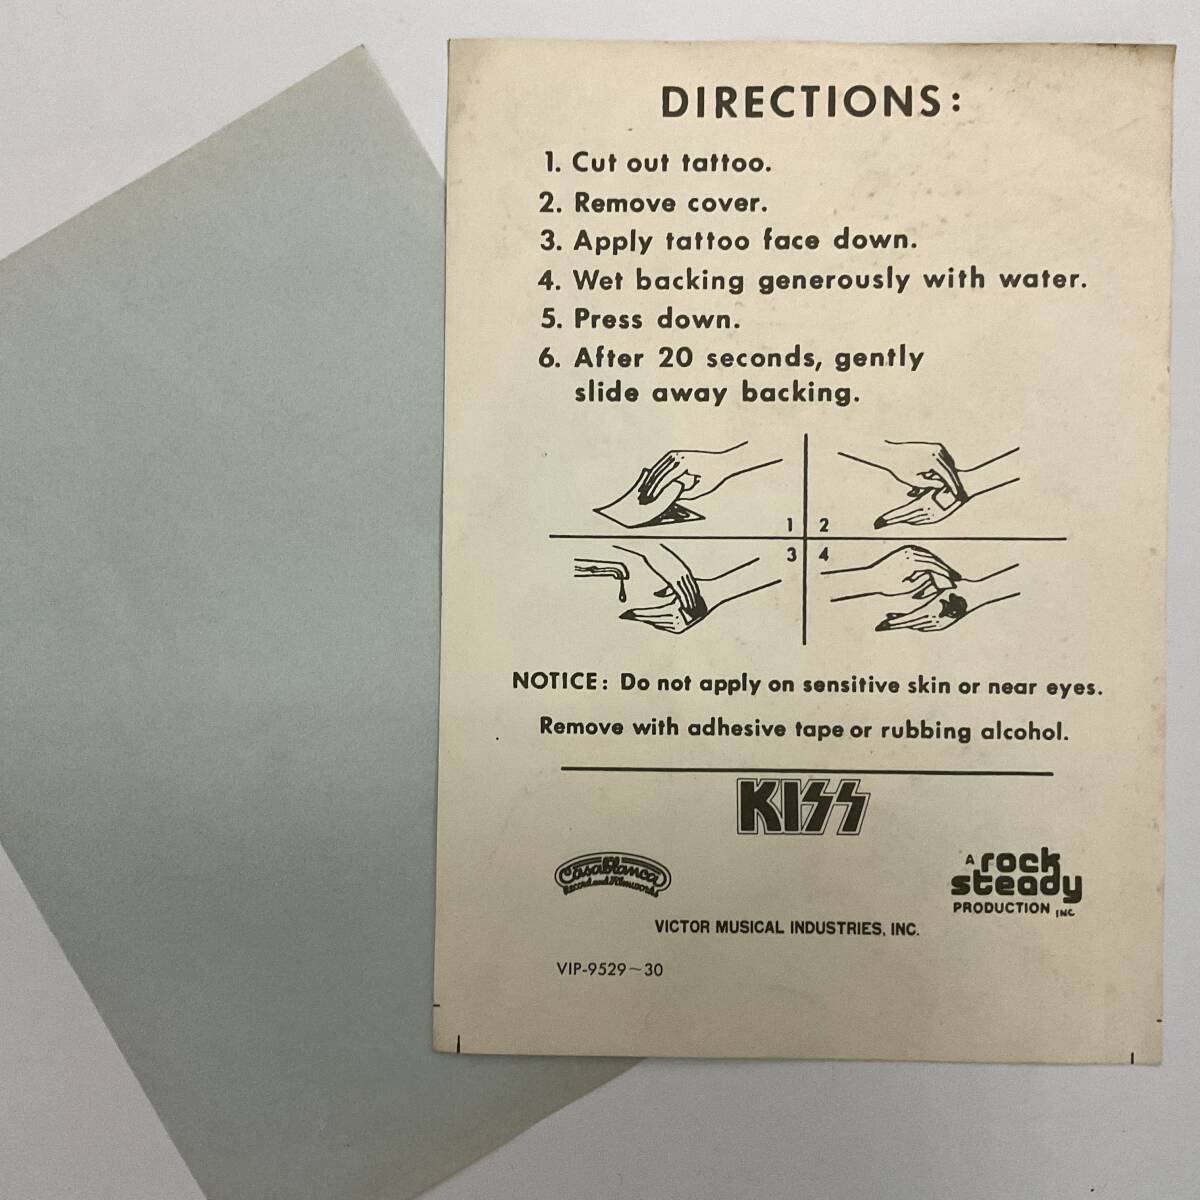 DIRECTIONS:
1. Cut out tattoo.
2. Remove cover.
3. Apply tattoo face down.
4. Wet backing generously with water.
5. Press down.
6. After 20 seconds, gently
slide away backing.
1 2
3 4
NOTICE: Do not apply on sensitive skin or near eyes.
Remove with adhesive tape or rubbing alcohol.
KISS
Casablanca
Record and Filmworks
A rock
steady
PRODUCTION INC
VICTOR MUSICAL INDUSTRIES, INC.
VIP-9529~30